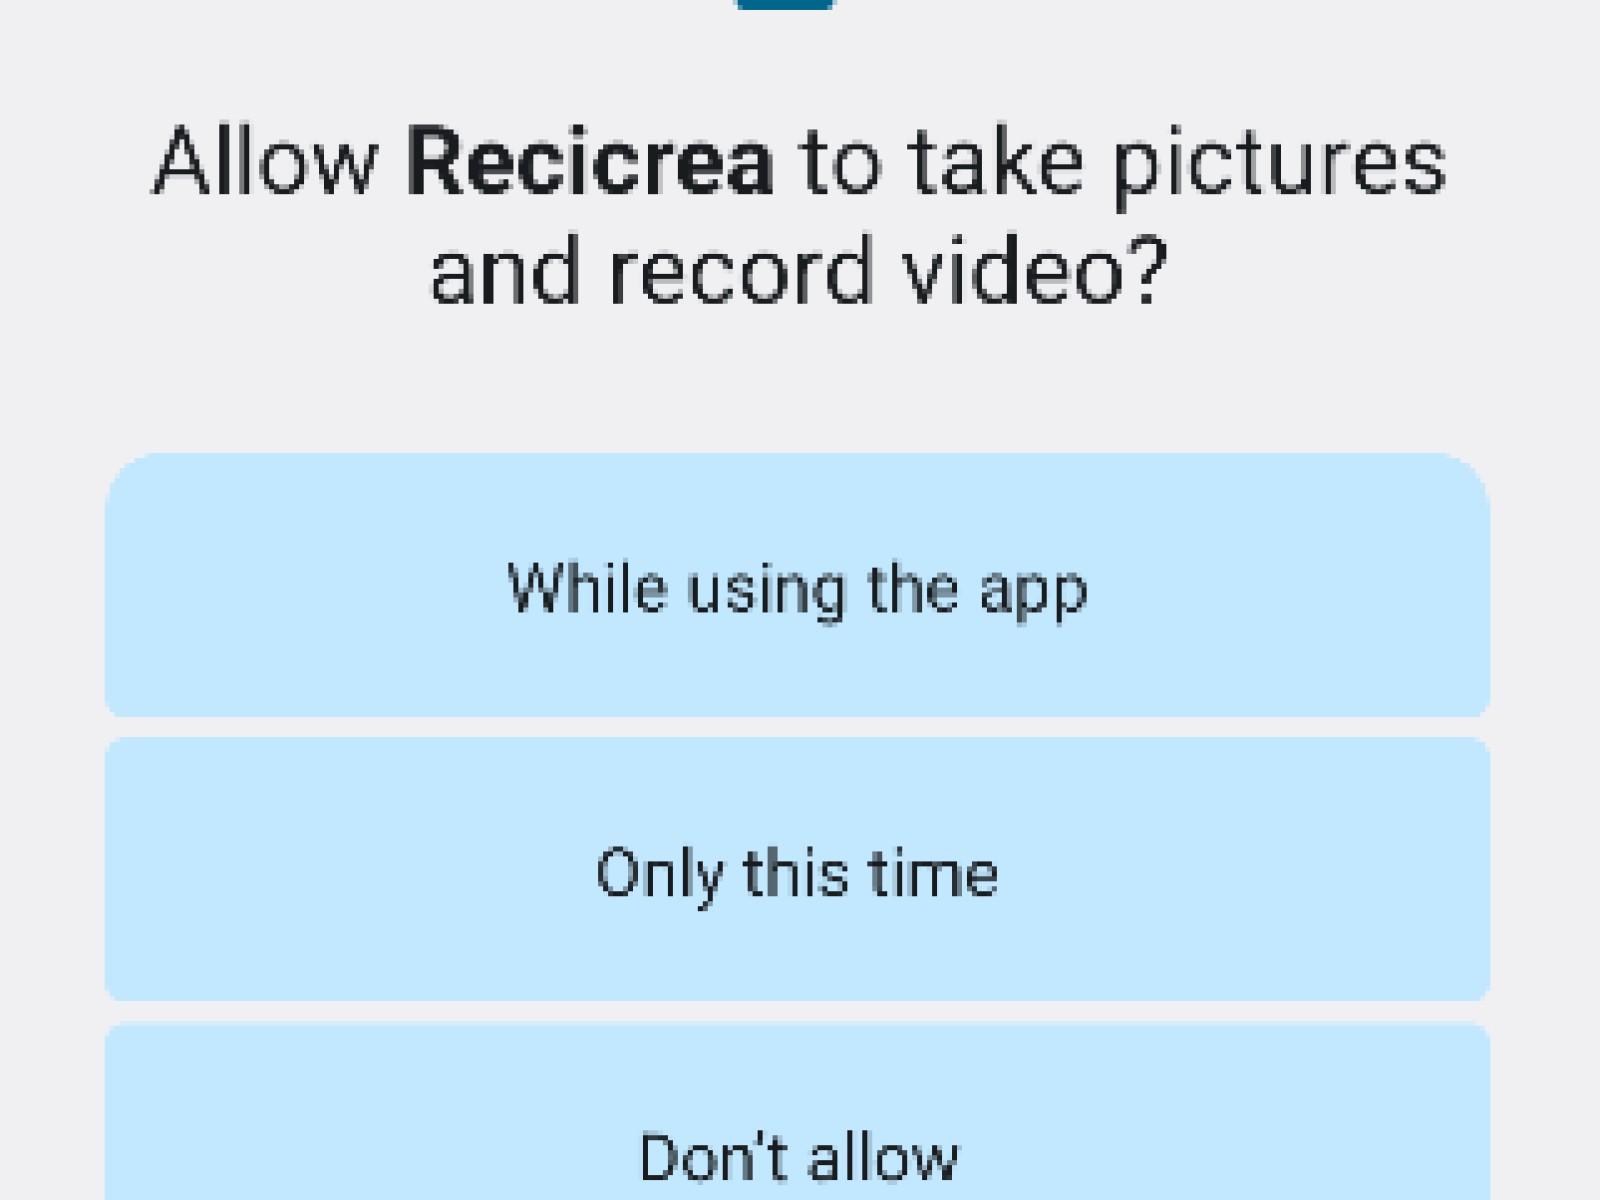 Allow Recicrea to take pictures
and record video?
While using the app
Only this time
Don't allow